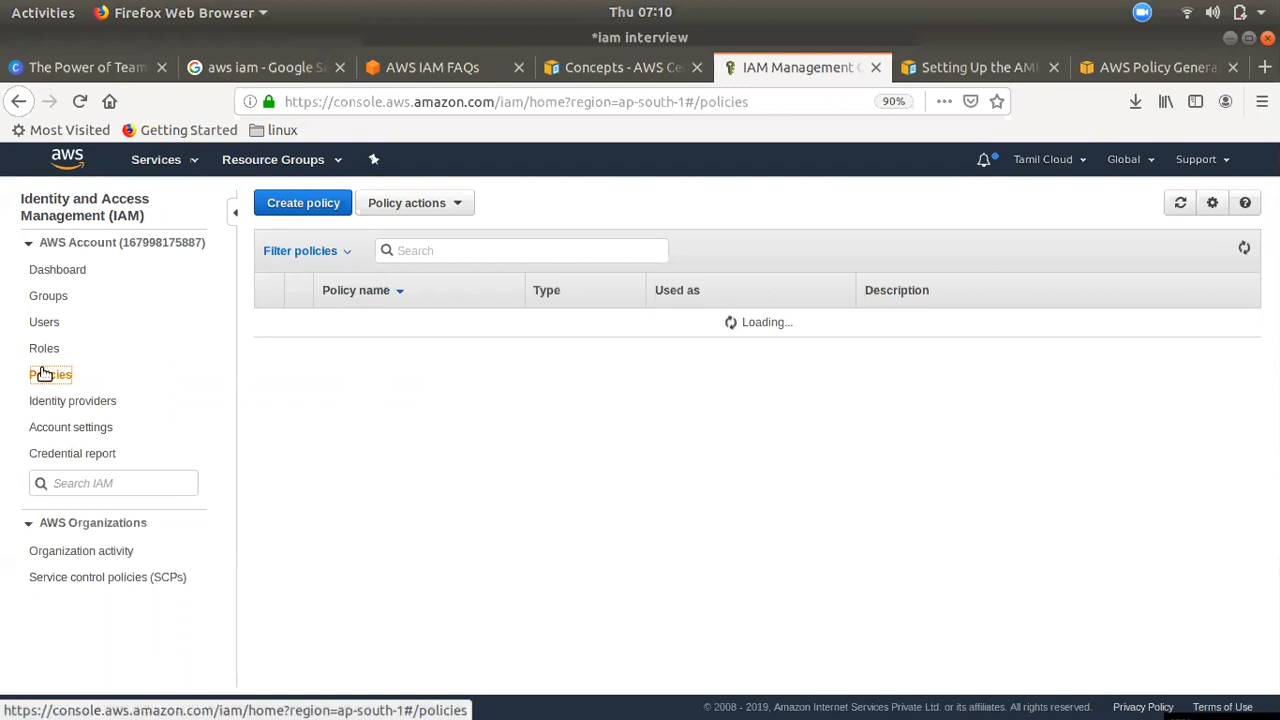 Activities Firefox Web Browser Thu 07:10
*iam interview
The Power of Team aws iam - Google Se AWS IAM FAQs Concepts - AWS Ce IAM Management C Setting Up the AM AWS Policy Genera
https://console.aws.amazon.com/iam/home?region=ap-south-1#/policies 90%
Most Visited Getting Started linux
aws Services Resource Groups Tamil Cloud Global Support
Identity and Access
Management (IAM)
AWS Account (167998175887)
Dashboard
Groups
Users
Roles
Policies
Identity providers
Account settings
Credential report
Search IAM
AWS Organizations
Organization activity
Service control policies (SCPs)
Create policy Policy actions
Filter policies Search
Policy name Type Used as Description
Loading...
https://console.aws.amazon.com/iam/home?region=ap-south-1#/policies
© 2008 - 2019, Amazon Internet Services Private Ltd. or its affiliates. All rights reserved. Privacy Policy Terms of Use